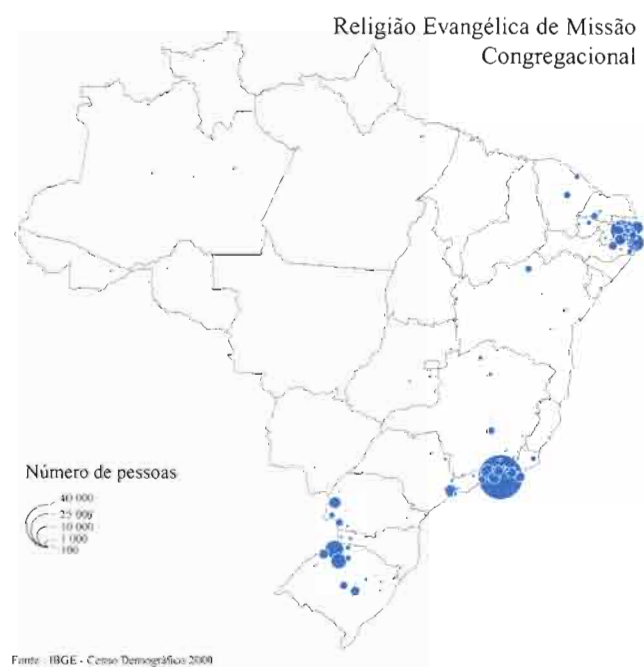 Religião Evangélica de Missão
Congregacional
Número de pessoas
40 000
25 000
10 000
1 000
100
Fonte : IBGE - Censo Demográfico 2000